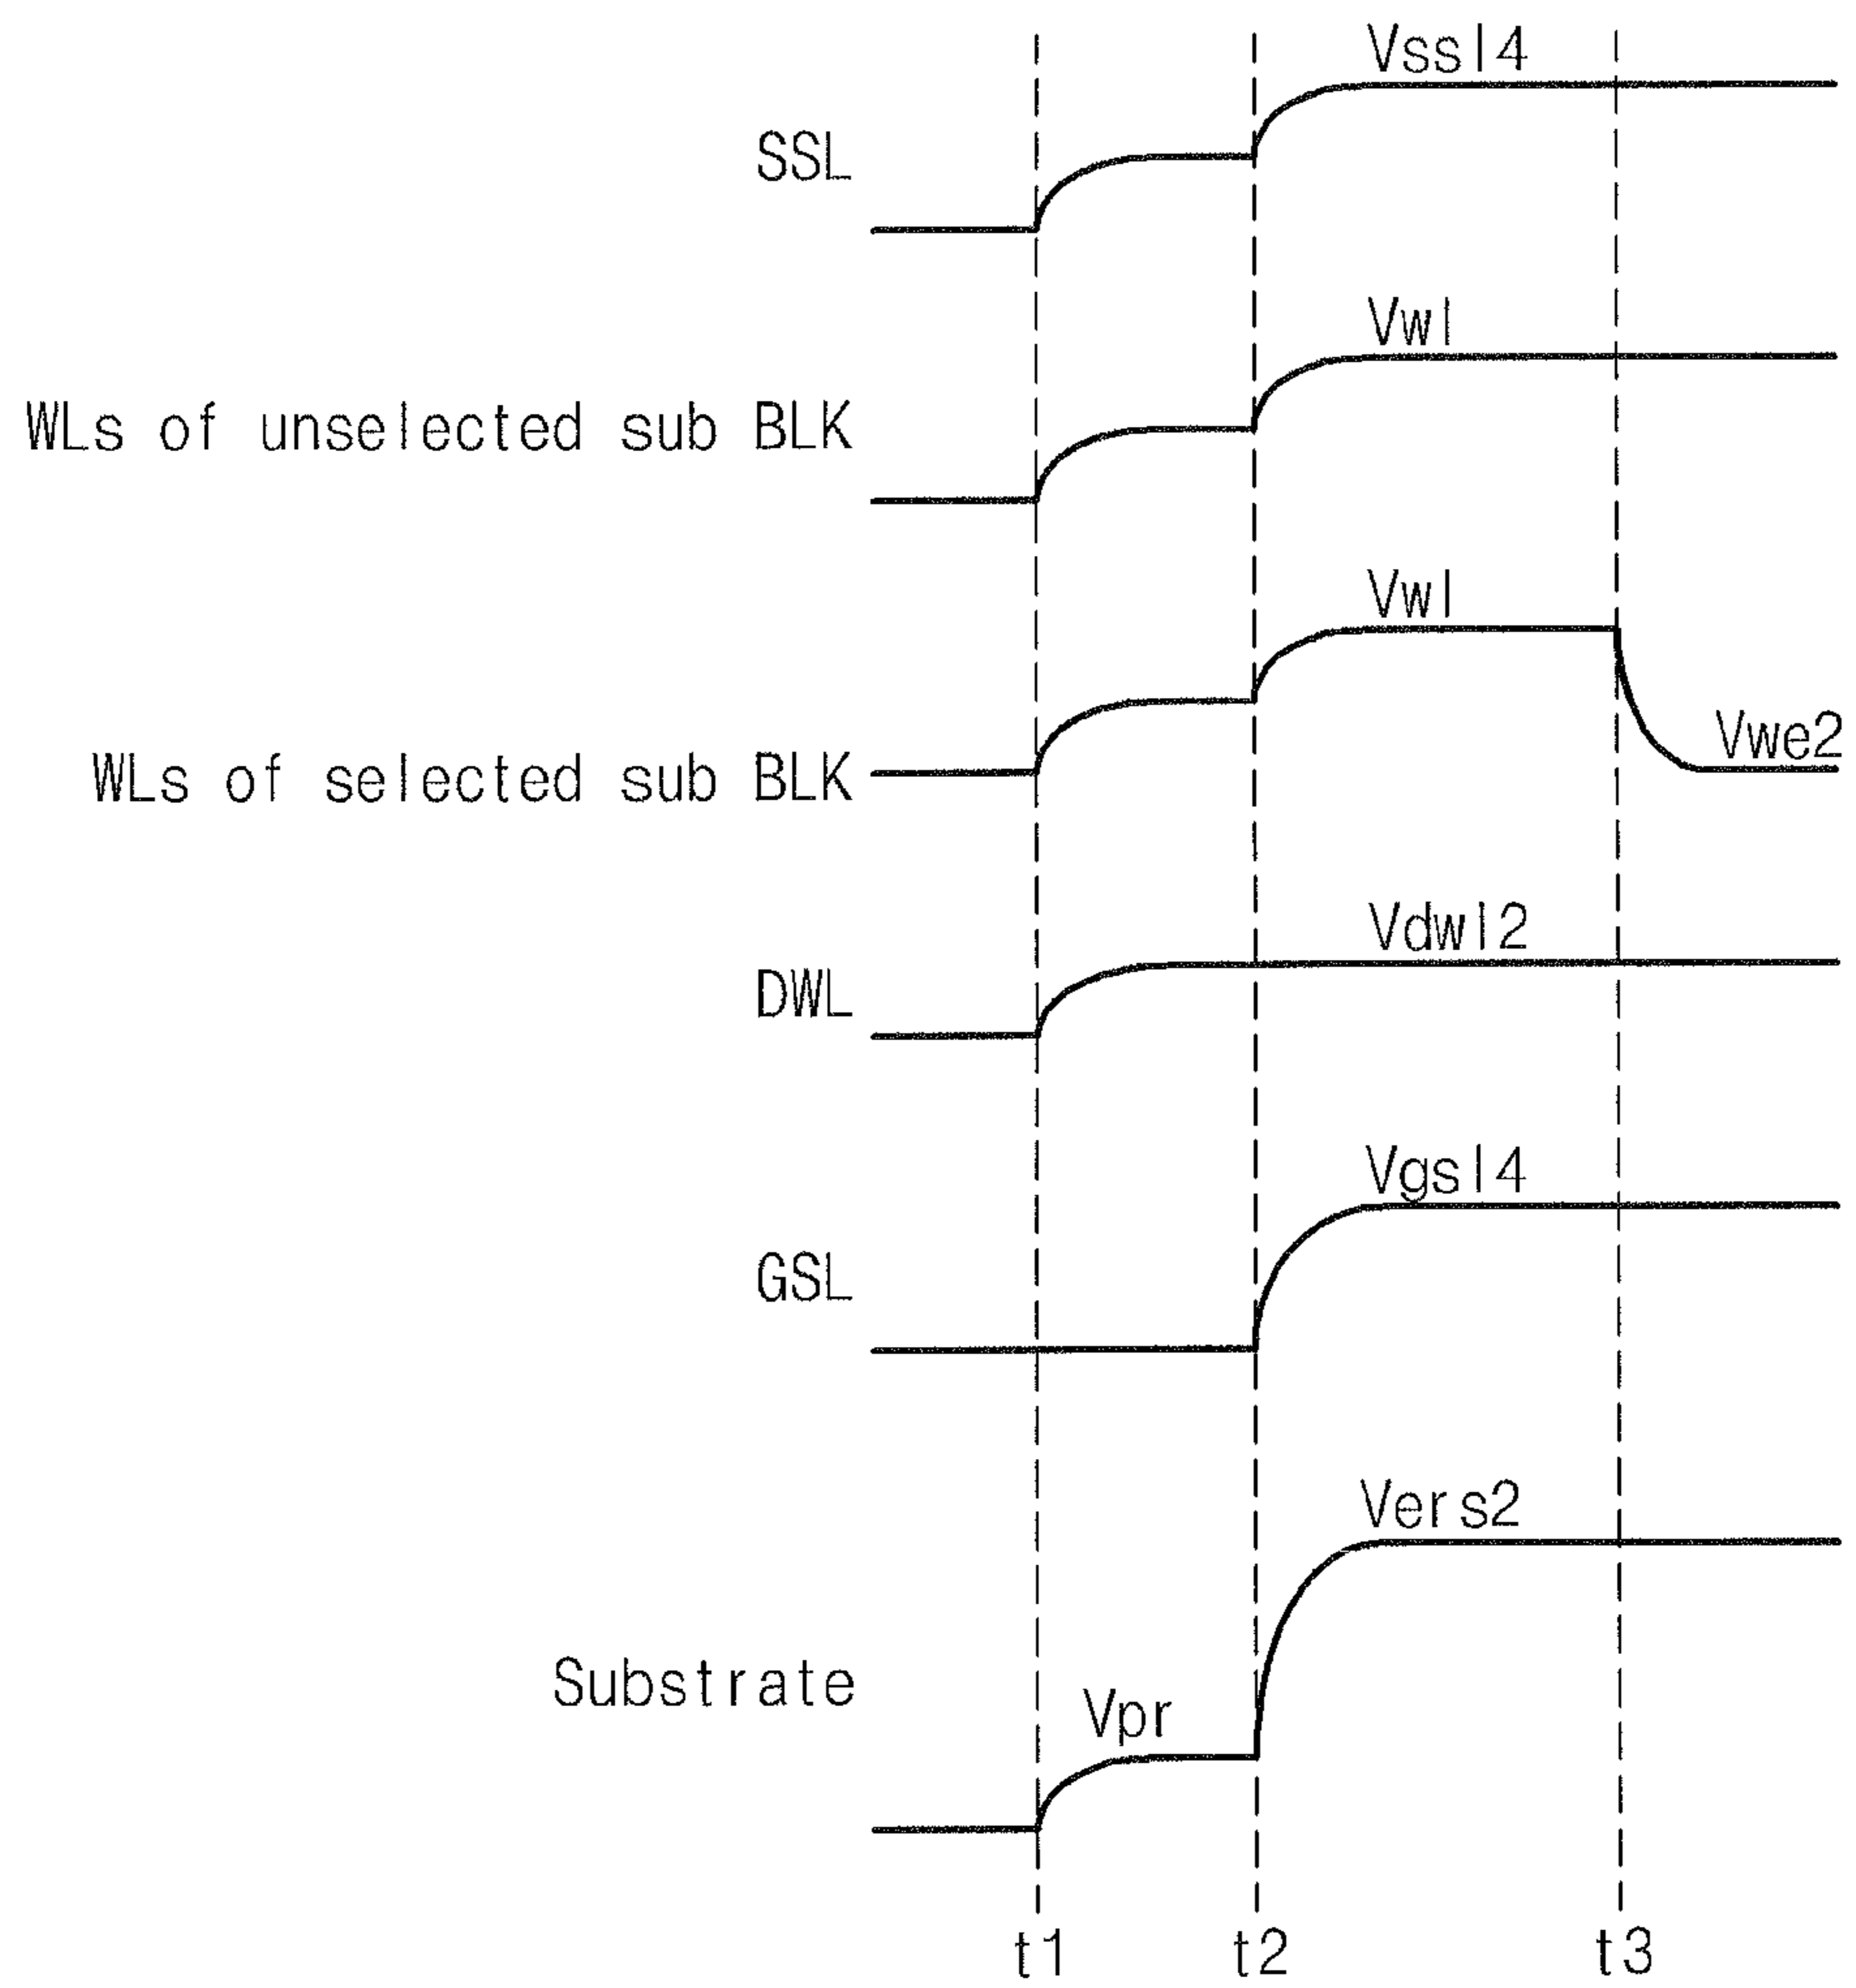 Vssl4
SSL
Vwl
WLs of unselected sub BLK
Vwl
Vwe2
WLs of selected sub BLK
Vdwl2
DWL
Vgsl4
GSL
Vers2
Substrate
Vpr
t1 t2 t3